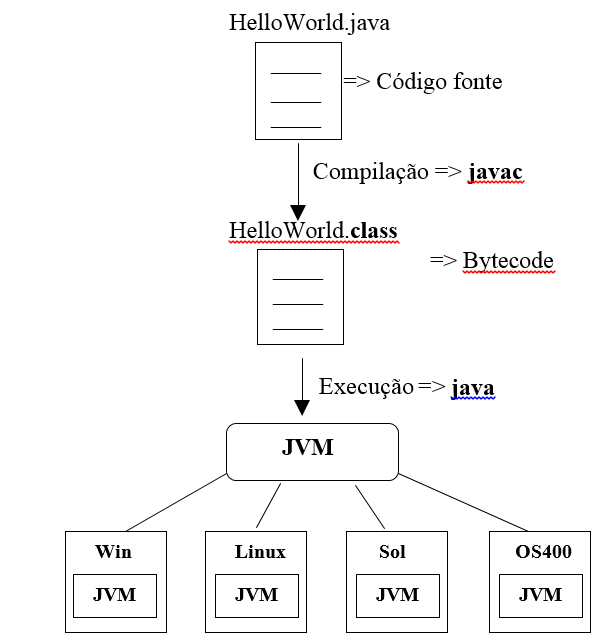 HelloWorld.java
=> Código fonte
Compilação => javac
HelloWorld.class
=> Bytecode
Execução => java
JVM
Win
Linux
Sol
OS400
JVM
JVM
JVM
JVM